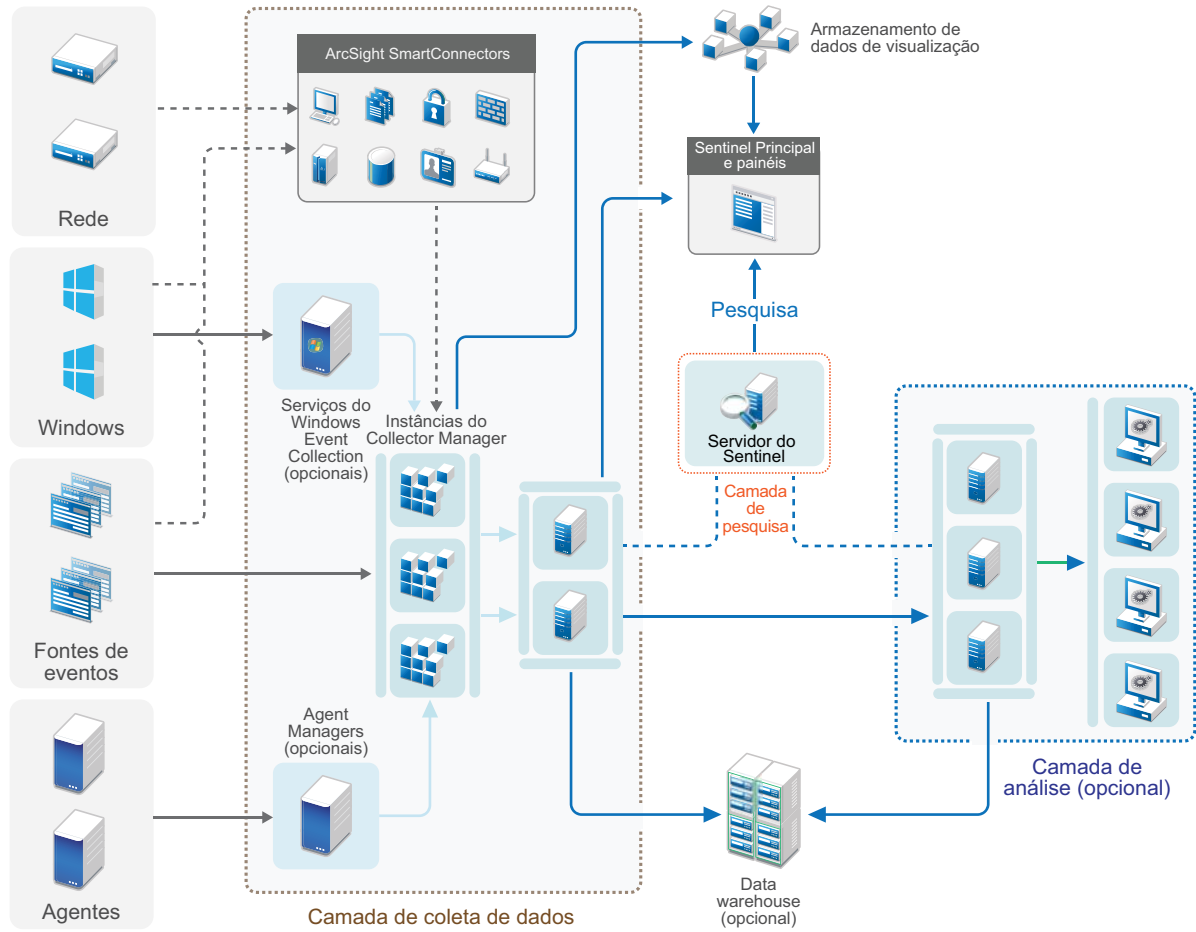 Armazenamento de
dados de visualização
ArcSight SmartConnectors
Sentinel Principal
e painéis
Rede
Pesquisa
Windows
Serviços do
Windows
Event
Collection
(opcionais)
Instâncias do
Collector Manager
Servidor do
Sentinel
Camada
de
pesquisa
Fontes de
eventos
Agent
Managers
(opcionais)
Camada de
análise (opcional)
Agentes
Data
warehouse
(opcional)
Camada de coleta de dados